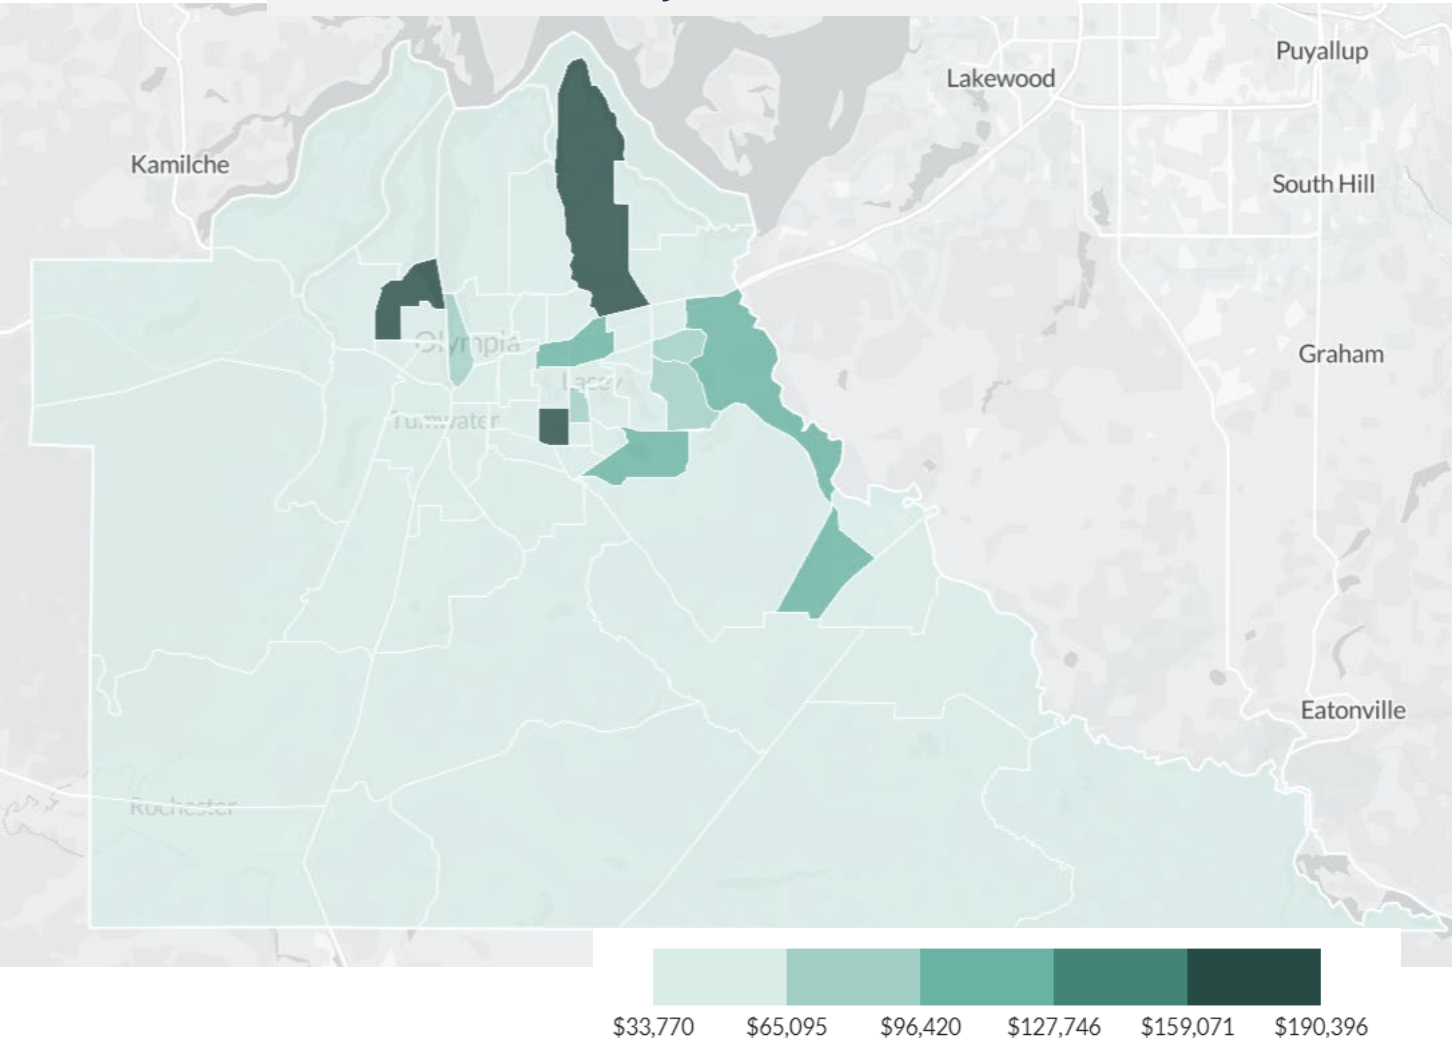 Puyallup
Lakewood
Kamilche
South Hill
Olympia
Graham
Lacey
Tumwater
Eatonville
Rochester
$33,770 $65,095 $96,420 $127,746 $159,071 $190,396